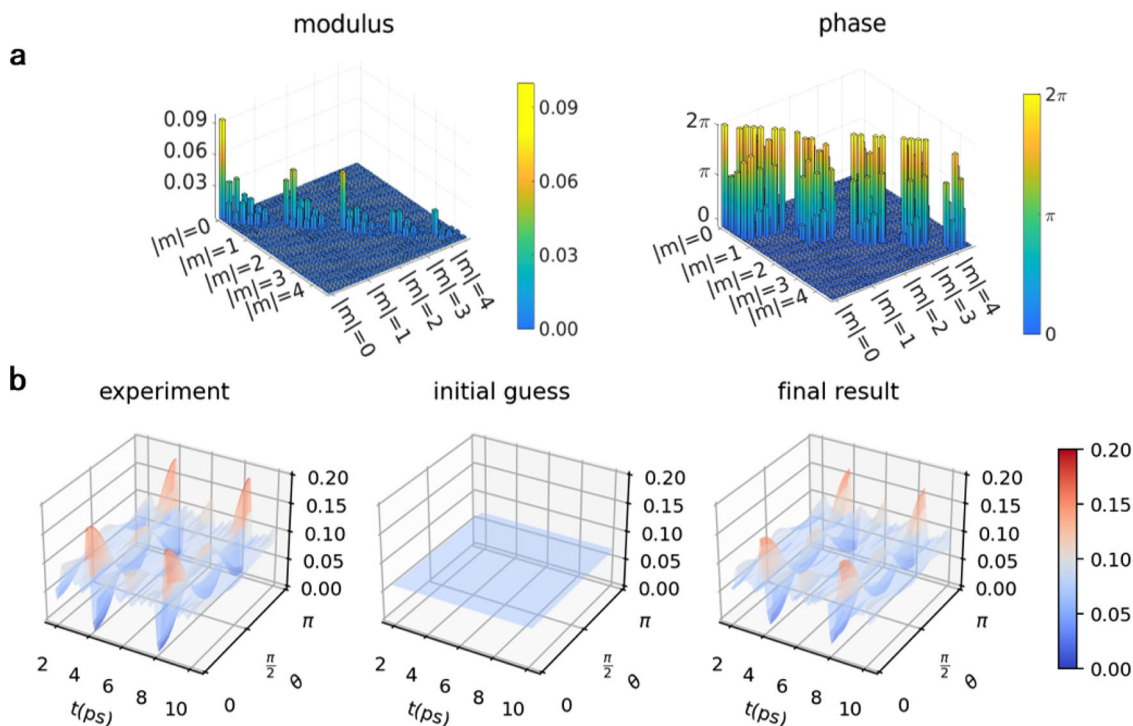 modulus
phase
a
0.09
0.06
0.03
0
|m|=0
|m|=1
|m|=2
|m|=3
|m|=4
|m|=0
|m|=1
|m|=2
|m|=3
|m|=4
0.09
0.06
0.03
0.00
2π
π
0
|m|=0
|m|=1
|m|=2
|m|=3
|m|=4
|m|=0
|m|=1
|m|=2
|m|=3
|m|=4
2π
π
0
b
experiment
initial guess
final result
0.20
0.15
0.10
0.05
0.00
π
π/2
θ
0
2
4
6
8
10
t(ps)
0.20
0.15
0.10
0.05
0.00
π
π/2
θ
0
2
4
6
8
10
t(ps)
0.20
0.15
0.10
0.05
0.00
π
π/2
θ
0
2
4
6
8
10
t(ps)
0.20
0.15
0.10
0.05
0.00